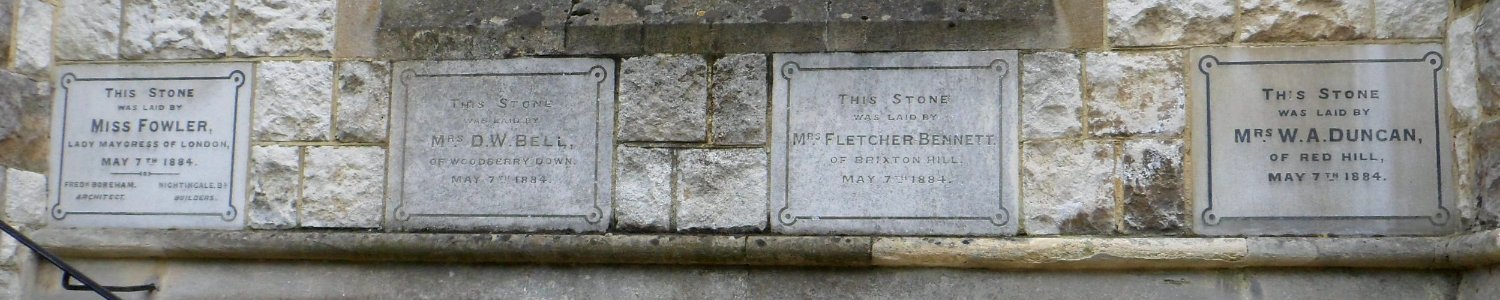 THIS STONE
WAS LAID BY
MISS FOWLER,
LADY MAYORESS OF LONDON,
MAY 7TH 1884.
FREDK BOREHAM. NIGHTINGALE. BS
ARCHITECT. BUILDERS.
THIS STONE
WAS LAID BY
MRS D.W. BELL,
OF WOODBERRY DOWN.
MAY 7TH 1884.
THIS STONE
WAS LAID BY
MRS FLETCHER BENNETT.
OF BRIXTON HILL.
MAY 7TH 1884.
THIS STONE
WAS LAID BY
MRS W.A. DUNCAN,
OF RED HILL,
MAY 7TH 1884.